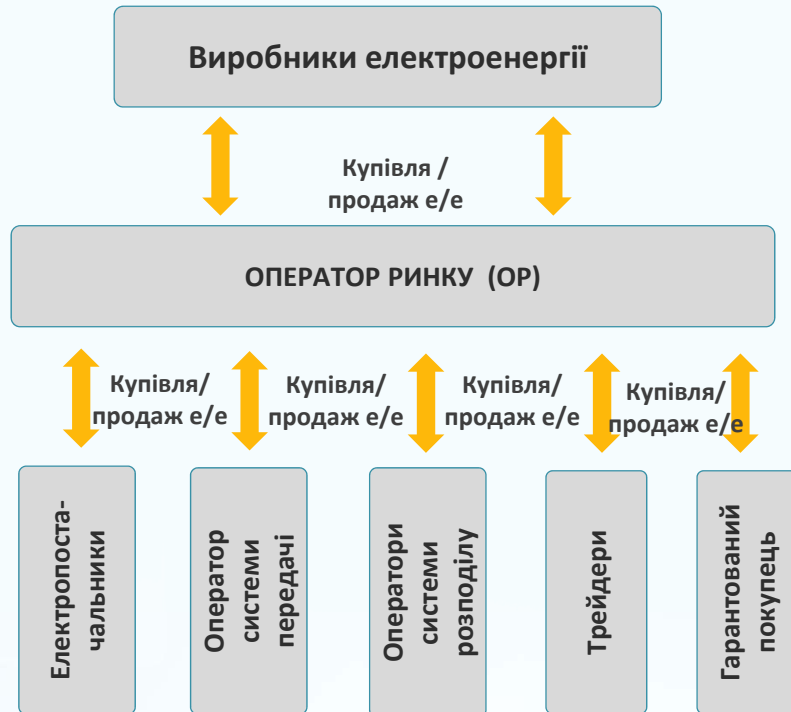 Виробники електроенергії
Купівля /
продаж е/е
ОПЕРАТОР РИНКУ (ОР)
Купівля/
продаж е/е
Купівля/
продаж е/е
Купівля/
продаж е/е
Купівля/
продаж е/е
Електропоста-
чальники
Оператор
системи
передачі
Оператори
системи
розподілу
Трейдери
Гарантований
покупець